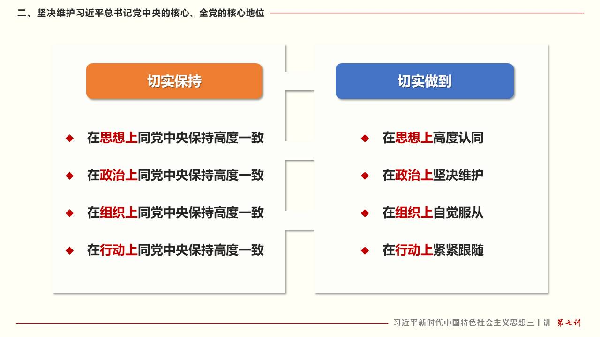 二、坚决维护习近平总书记党中央的核心、全党的核心地位
切实保持
在思想上同党中央保持高度一致
在政治上同党中央保持高度一致
在组织上同党中央保持高度一致
在行动上同党中央保持高度一致
切实做到
在思想上高度认同
在政治上坚决维护
在组织上自觉服从
在行动上紧紧跟随
习近平新时代中国特色社会主义思想三十讲 第七讲